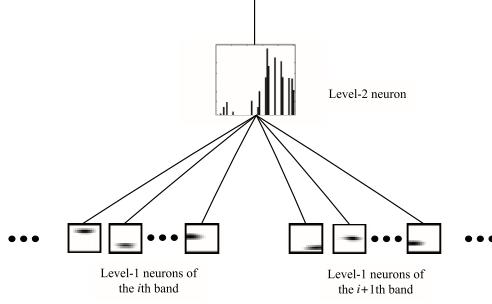 Level-2 neuron
Level-1 neurons of
the ith band
Level-1 neurons of
the i+1th band